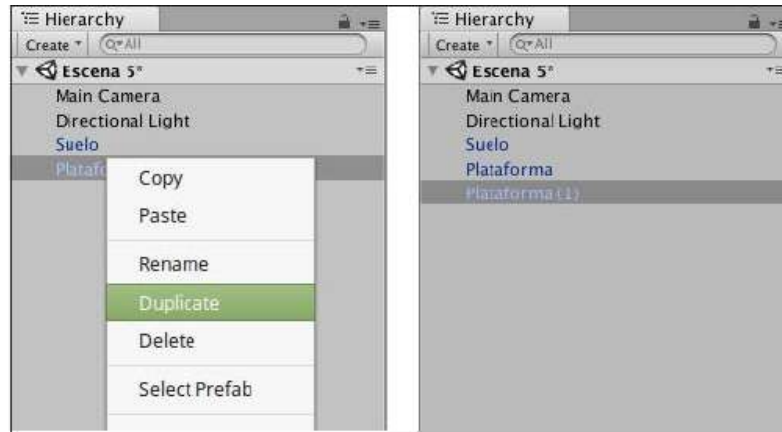 Hierarchy
Create
All
Escena 5*
Main Camera
Directional Light
Suelo
Copy
Paste
Rename
Duplicate
Delete
Select Prefab
Hierarchy
Create
All
Escena 5*
Main Camera
Directional Light
Suelo
Plataforma
Plataforma (1)